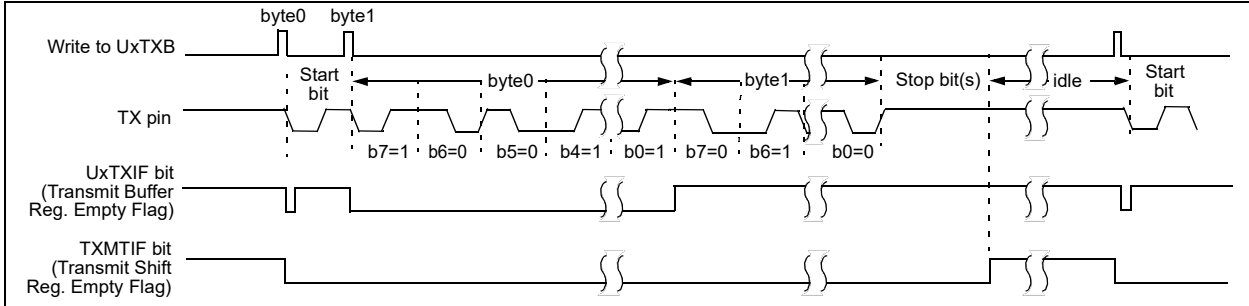 byte0 byte1
Write to UxTXB
Start
bit
byte0
byte1
Stop bit(s)
idle
Start
bit
TX pin
b7=1 b6=0 b5=0 b4=1 b0=1 b7=0 b6=1 b0=0
UxTXIF bit
(Transmit Buffer
Reg. Empty Flag)
TXMTIF bit
(Transmit Shift
Reg. Empty Flag)